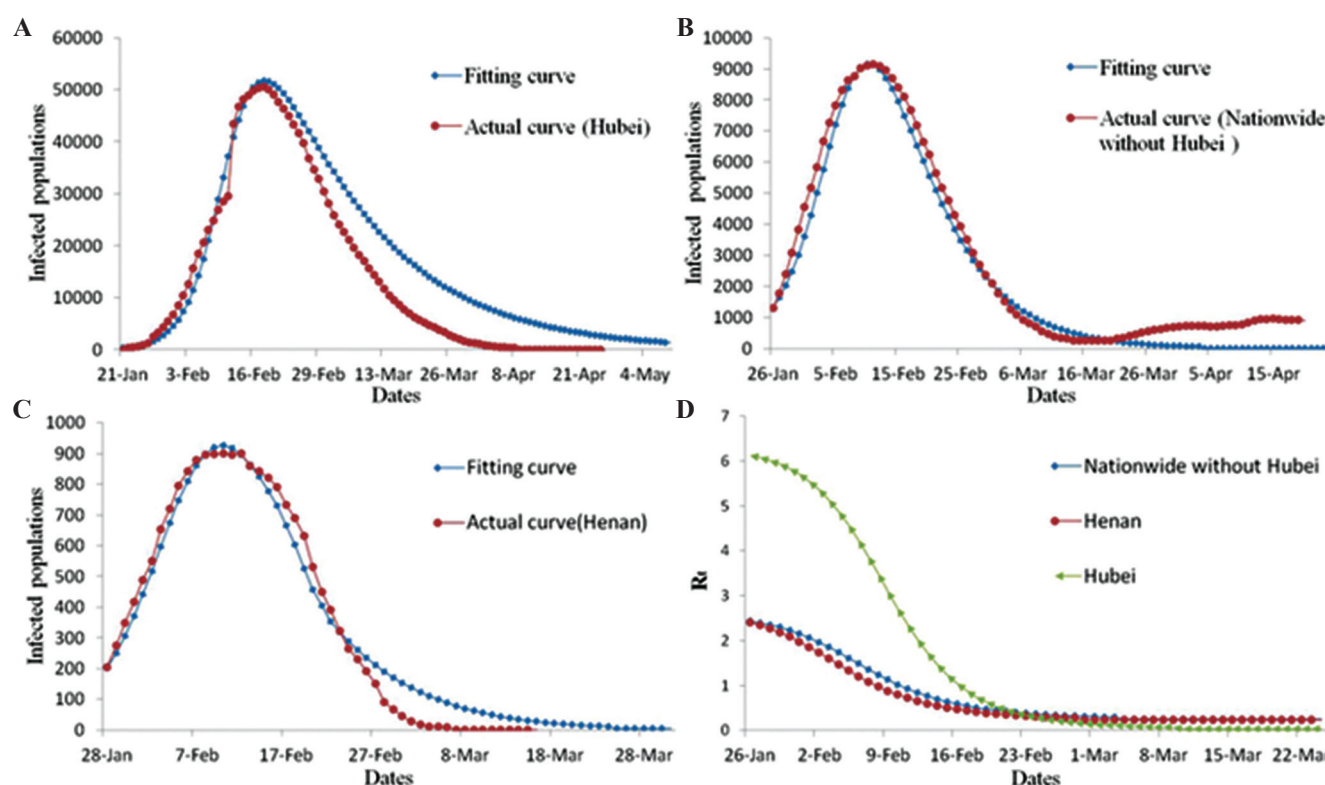 A
Infected populations
60000
50000
40000
30000
20000
10000
0
Fitting curve
Actual curve (Hubei)
21-Jan 3-Feb 16-Feb 29-Feb 13-Mar 26-Mar 8-Apr 21-Apr 4-May
Dates
B
Infected populations
10000
9000
8000
7000
6000
5000
4000
3000
2000
1000
0
Fitting curve
Actual curve (Nationwide
without Hubei )
26-Jan 5-Feb 15-Feb 25-Feb 6-Mar 16-Mar 26-Mar 5-Apr 15-Apr
Dates
C
Infected populations
1000
900
800
700
600
500
400
300
200
100
0
Fitting curve
Actual curve(Henan)
28-Jan 7-Feb 17-Feb 27-Feb 8-Mar 18-Mar 28-Mar
Dates
D
Rt
7
6
5
4
3
2
1
0
Nationwide without Hubei
Henan
Hubei
26-Jan 2-Feb 9-Feb 16-Feb 23-Feb 1-Mar 8-Mar 15-Mar 22-Mar
Dates